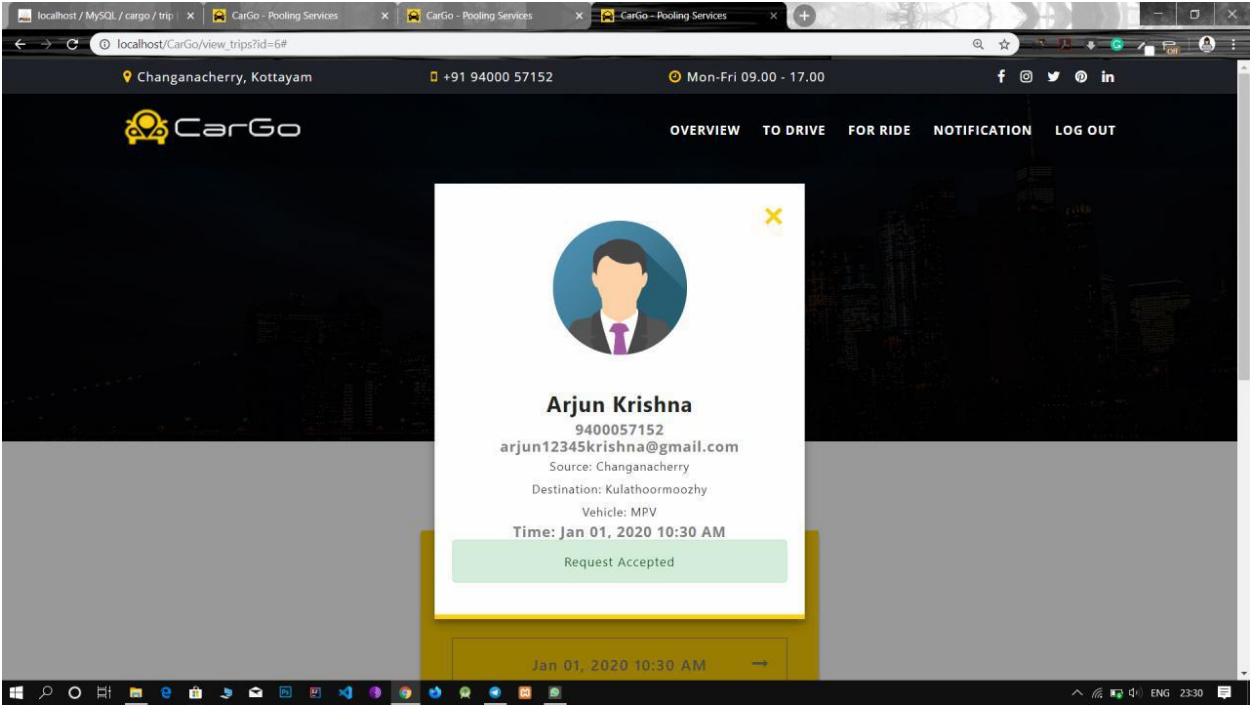 localhost / MySQL / cargo / trip
CarGo - Pooling Services
CarGo - Pooling Services
CarGo - Pooling Services
localhost/CarGo/view_trips?id=6#
Off
Changanacherry, Kottayam
+91 94000 57152
Mon-Fri 09.00 - 17.00
CarGo
OVERVIEW TO DRIVE FOR RIDE NOTIFICATION LOG OUT
Arjun Krishna
9400057152
arjun12345krishna@gmail.com
Source: Changanacherry
Destination: Kulathoormoozhy
Vehicle: MPV
Time: Jan 01, 2020 10:30 AM
Request Accepted
Jan 01, 2020 10:30 AM
ENG 23:30